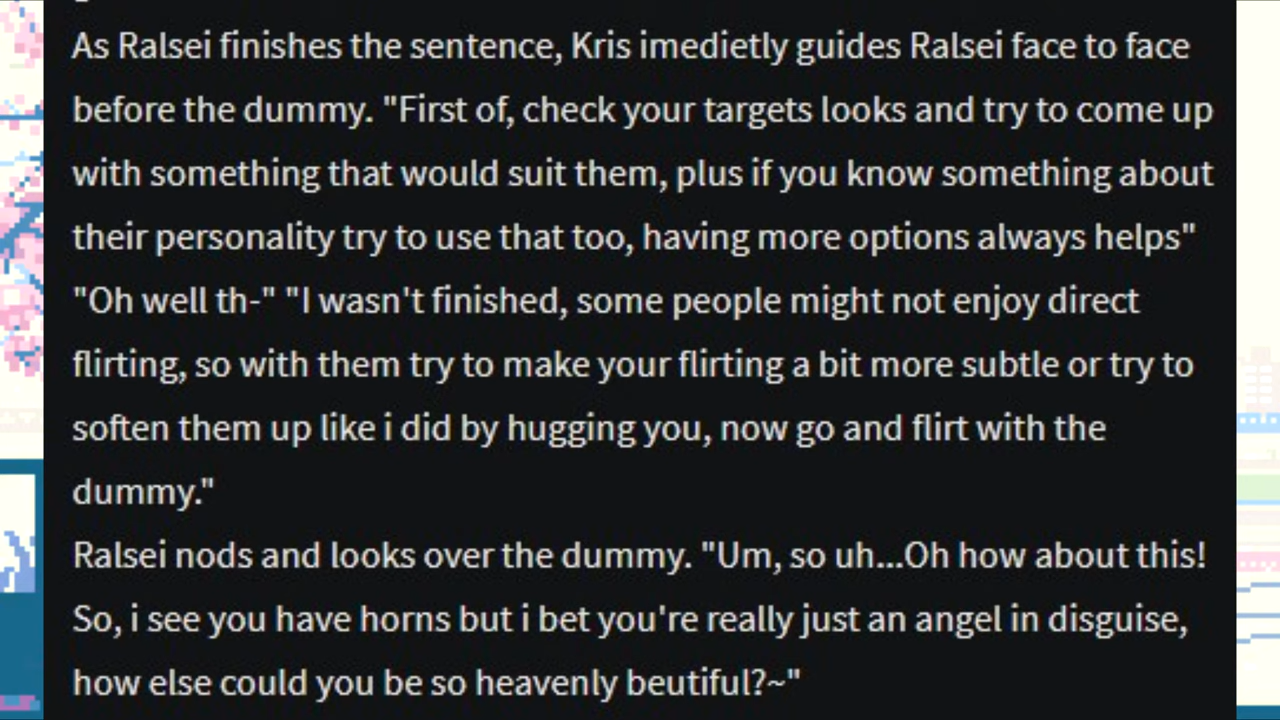 As Ralsei finishes the sentence, Kris imedietly guides Ralsei face to face
before the dummy. "First of, check your targets looks and try to come up
with something that would suit them, plus if you know something about
their personality try to use that too, having more options always helps"
"Oh well th-" "I wasn't finished, some people might not enjoy direct
flirting, so with them try to make your flirting a bit more subtle or try to
soften them up like i did by hugging you, now go and flirt with the
dummy."
Ralsei nods and looks over the dummy. "Um, so uh...Oh how about this!
So, i see you have horns but i bet you're really just an angel in disguise,
how else could you be so heavenly beutiful?~"